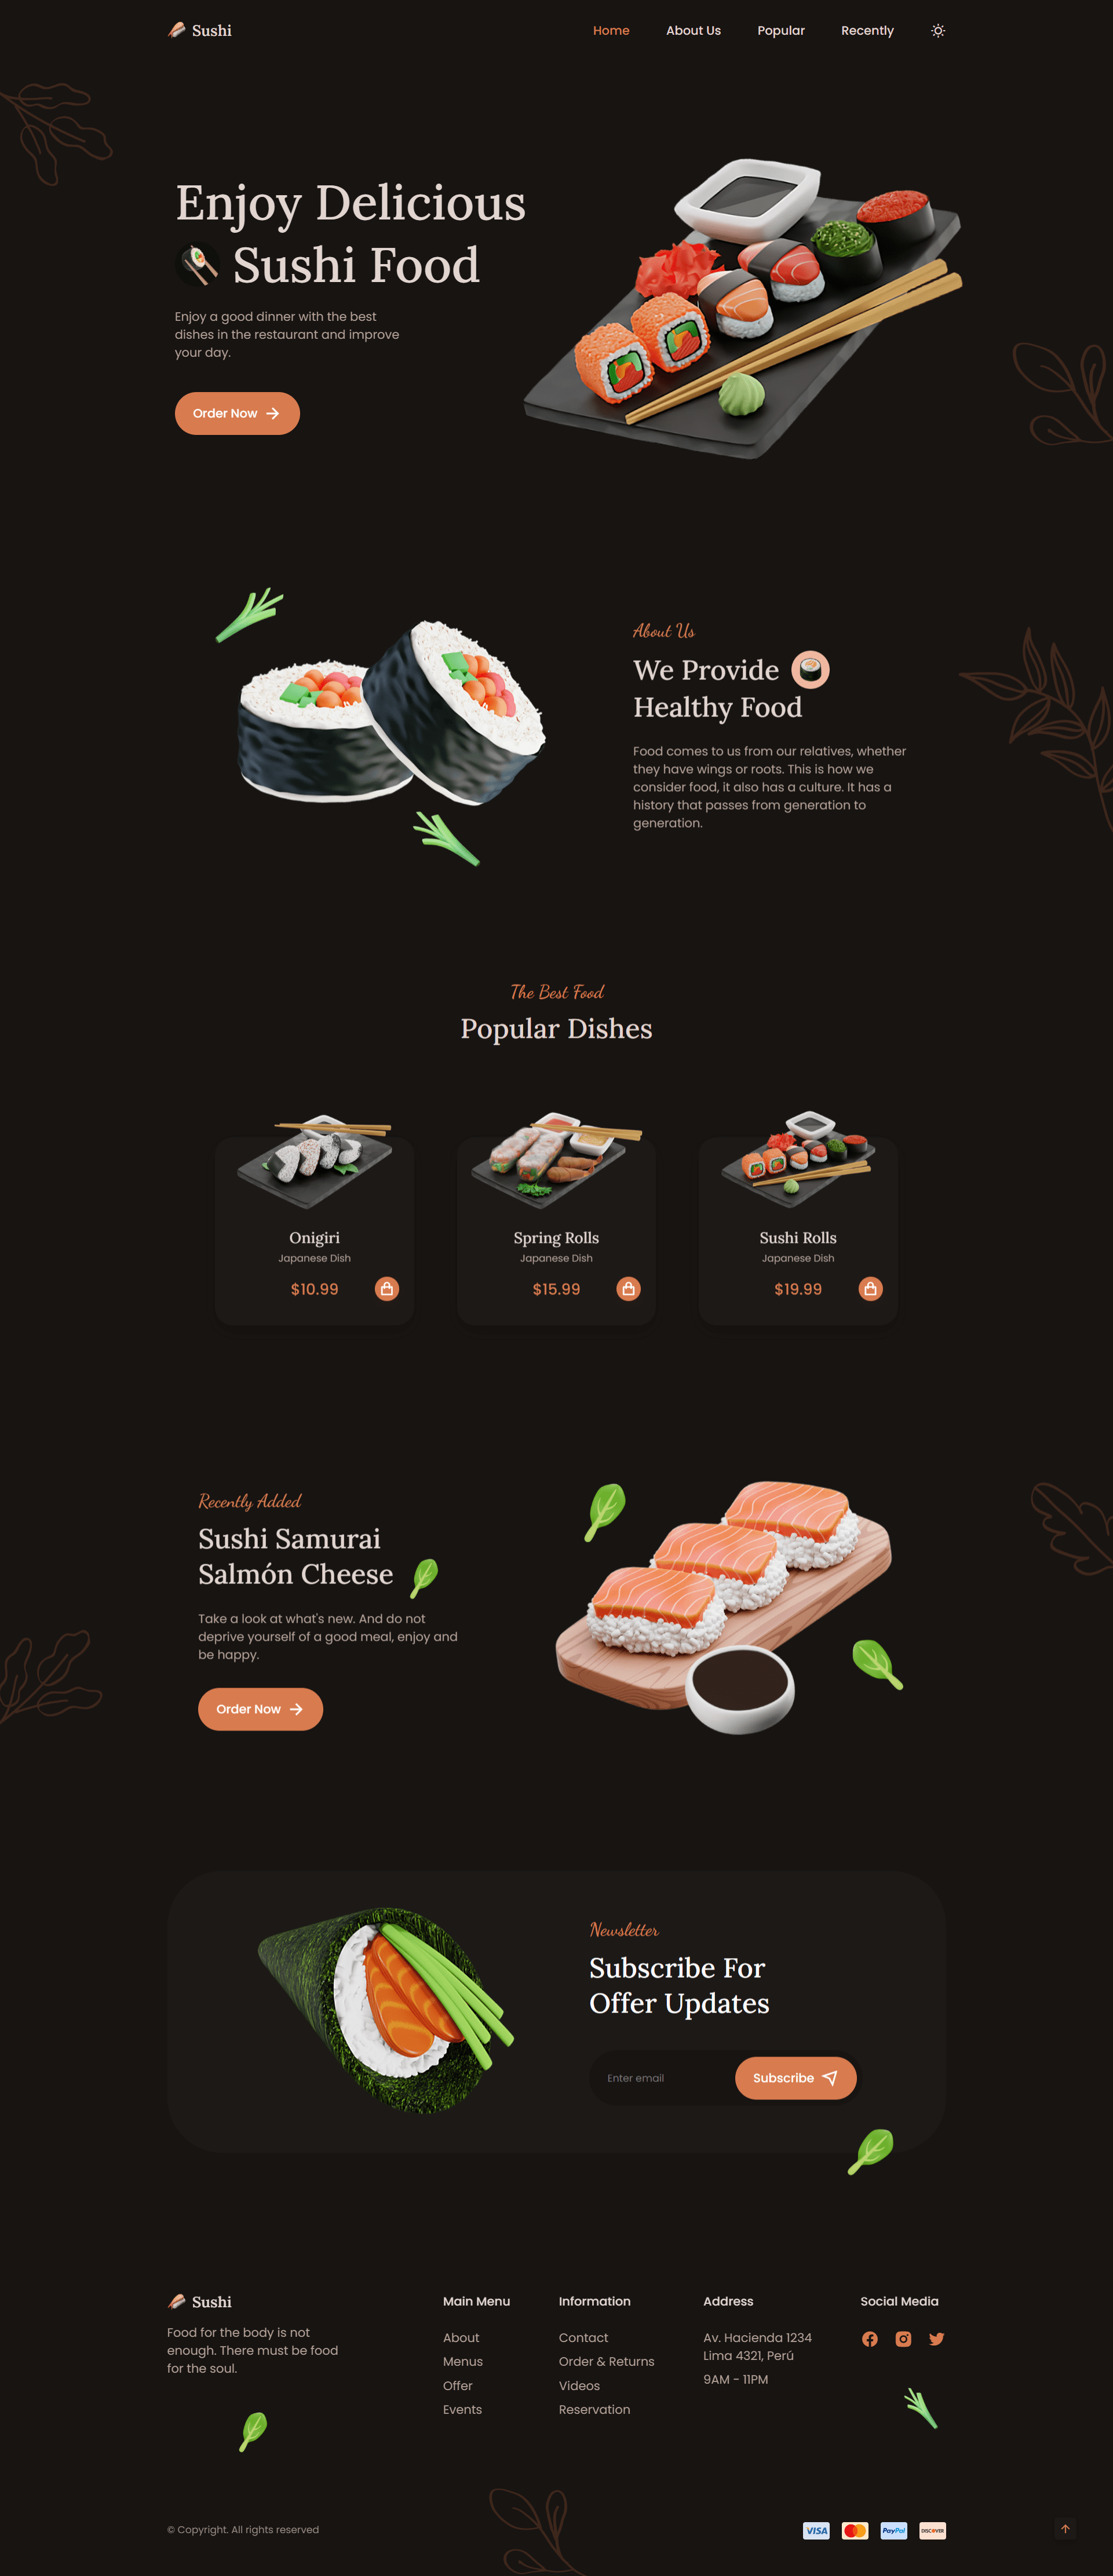 Sushi
Home About Us Popular Recently
Enjoy Delicious
Sushi Food
Enjoy a good dinner with the best
dishes in the restaurant and improve
your day.
Order Now
About Us
We Provide
Healthy Food
Food comes to us from our relatives, whether
they have wings or roots. This is how we
consider food, it also has a culture. It has a
history that passes from generation to
generation.
The Best Food
Popular Dishes
Onigiri
Japanese Dish
$10.99
Spring Rolls
Japanese Dish
$15.99
Sushi Rolls
Japanese Dish
$19.99
Recently Added
Sushi Samurai
Salmón Cheese
Take a look at what's new. And do not
deprive yourself of a good meal, enjoy and
be happy.
Order Now
Newsletter
Subscribe For
Offer Updates
Enter email
Subscribe
Sushi
Food for the body is not
enough. There must be food
for the soul.
Main Menu
About
Menus
Offer
Events
Information
Contact
Order & Returns
Videos
Reservation
Address
Av. Hacienda 1234
Lima 4321, Perú
9AM - 11PM
Social Media
© Copyright. All rights reserved
VISA
PayPal
DISCOVER